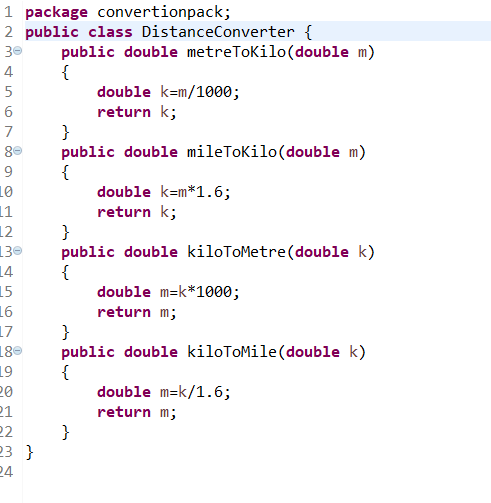 1 package convertionpack;
2 public class DistanceConverter {
3 public double metreToKilo(double m)
4 {
5 double k=m/1000;
6 return k;
7 }
8 public double mileToKilo(double m)
9 {
10 double k=m*1.6;
11 return k;
12 }
13 public double kiloToMetre(double k)
14 {
15 double m=k*1000;
16 return m;
17 }
18 public double kiloToMile(double k)
19 {
20 double m=k/1.6;
21 return m;
22 }
23 }
24